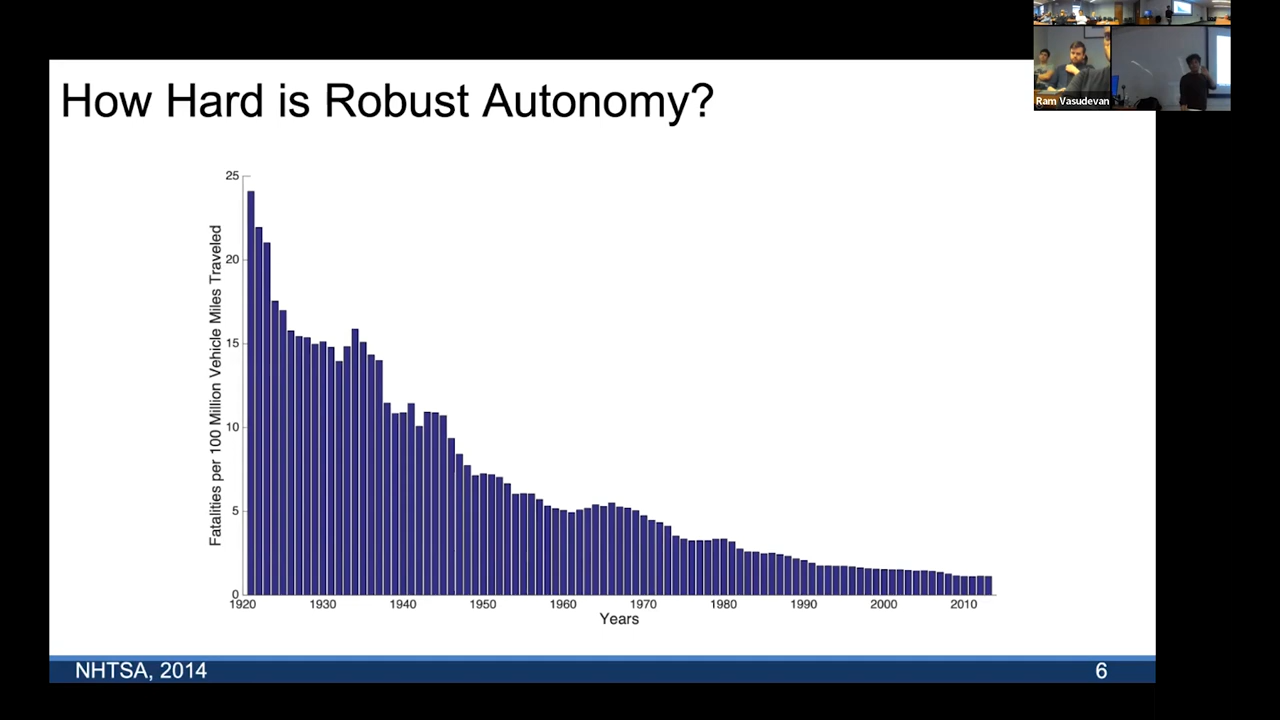 How Hard is Robust Autonomy?
Ram Vasudevan
Fatalities per 100 Million Vehicle Miles Traveled
25
20
15
10
5
0
1920 1930 1940 1950 1960 1970 1980 1990 2000 2010
Years
NHTSA, 2014
6